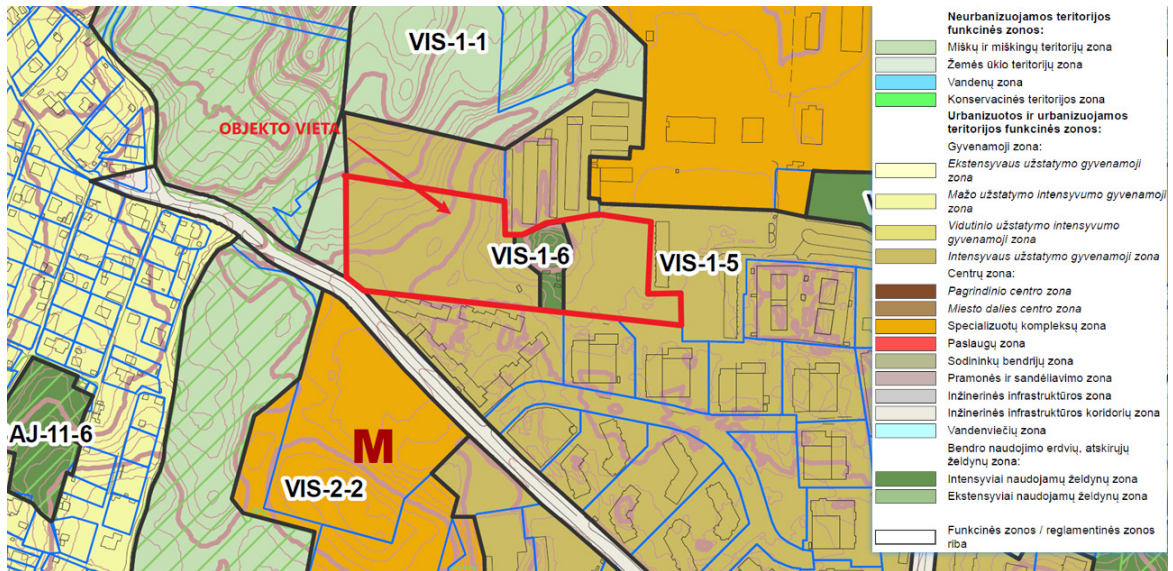 VIS-1-1
OBJEKTO VIETA
VIS-1-6
VIS-1-5
V
AJ-11-6
M
VIS-2-2
Neurbanizuojamos teritorijos
funkcinės zonos:
Miškų ir miškingų teritorijų zona
Žemės ūkio teritorijų zona
Vandenų zona
Konservacinės teritorijos zona
Urbanizuotos ir urbanizuojamos
teritorijos funkcinės zonos:
Gyvenamoji zona:
Ekstensyvaus užstatymo gyvenamoji
zona
Mažo užstatymo intensyvumo gyvenamoji
zona
Vidutinio užstatymo intensyvumo
gyvenamoji zona
Intensyvaus užstatymo gyvenamoji zona
Centrų zona:
Pagrindinio centro zona
Miesto dalies centro zona
Specializuotų kompleksų zona
Paslaugų zona
Sodininkų bendrijų zona
Pramonės ir sandėliavimo zona
Inžinerinės infrastruktūros zona
Inžinerinės infrastruktūros koridorių zona
Vandenviečių zona
Bendro naudojimo erdvių, atskirųjų
želdynų zona:
Intensyviai naudojamų želdynų zona
Ekstensyviai naudojamų želdynų zona
Funkcinės zonos / reglamentinės zonos
riba